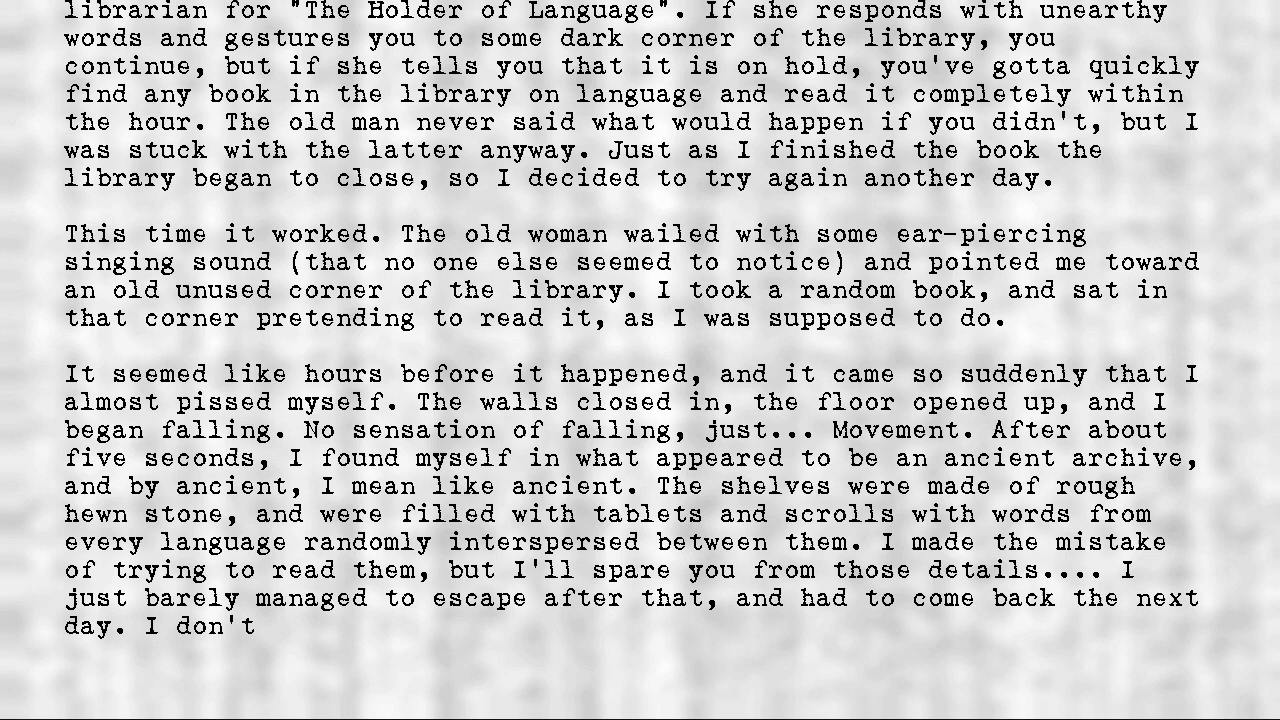 librarian for "The Holder of Language". If she responds with unearthy
words and gestures you to some dark corner of the library, you
continue, but if she tells you that it is on hold, you've gotta quickly
find any book in the library on language and read it completely within
the hour. The old man never said what would happen if you didn't, but I
was stuck with the latter anyway. Just as I finished the book the
library began to close, so I decided to try again another day.

This time it worked. The old woman wailed with some ear-piercing
singing sound (that no one else seemed to notice) and pointed me toward
an old unused corner of the library. I took a random book, and sat in
that corner pretending to read it, as I was supposed to do.

It seemed like hours before it happened, and it came so suddenly that I
almost pissed myself. The walls closed in, the floor opened up, and I
began falling. No sensation of falling, just... Movement. After about
five seconds, I found myself in what appeared to be an ancient archive,
and by ancient, I mean like ancient. The shelves were made of rough
hewn stone, and were filled with tablets and scrolls with words from
every language randomly interspersed between them. I made the mistake
of trying to read them, but I'll spare you from those details.... I
just barely managed to escape after that, and had to come back the next
day. I don't